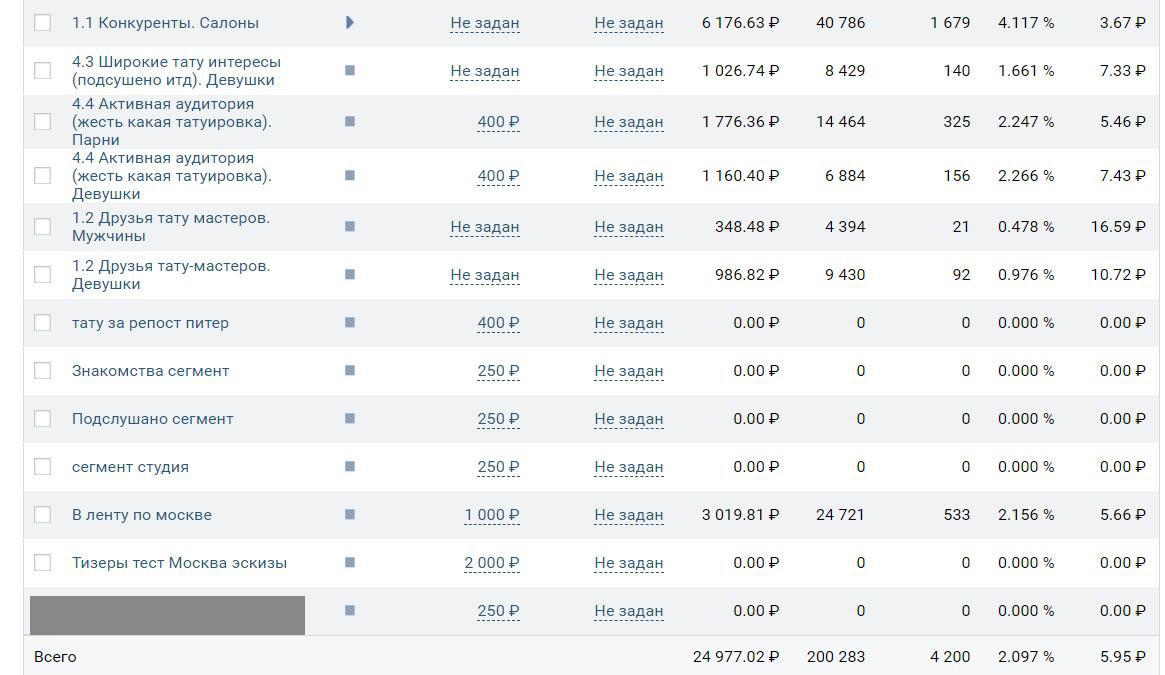 1.1 Конкуренты. Салоны Не задан Не задан 6 176.63 ₽ 40 786 1 679 4.117 % 3.67 ₽
4.3 Широкие тату интересы
(подсушено итд). Девушки Не задан Не задан 1 026.74 ₽ 8 429 140 1.661 % 7.33 ₽
4.4 Активная аудитория
(жесть какая татуировка). 400 ₽ Не задан 1 776.36 ₽ 14 464 325 2.247 % 5.46 ₽
Парни
4.4 Активная аудитория
(жесть какая татуировка). 400 ₽ Не задан 1 160.40 ₽ 6 884 156 2.266 % 7.43 ₽
Девушки
1.2 Друзья тату мастеров.
Мужчины Не задан Не задан 348.48 ₽ 4 394 21 0.478 % 16.59 ₽
1.2 Друзья тату-мастеров.
Девушки Не задан Не задан 986.82 ₽ 9 430 92 0.976 % 10.72 ₽
тату за репост питер 400 ₽ Не задан 0.00 ₽ 0 0 0.000 % 0.00 ₽
Знакомства сегмент 250 ₽ Не задан 0.00 ₽ 0 0 0.000 % 0.00 ₽
Подслушано сегмент 250 ₽ Не задан 0.00 ₽ 0 0 0.000 % 0.00 ₽
сегмент студия 250 ₽ Не задан 0.00 ₽ 0 0 0.000 % 0.00 ₽
В ленту по москве 1 000 ₽ Не задан 3 019.81 ₽ 24 721 533 2.156 % 5.66 ₽
Тизеры тест Москва эскизы 2 000 ₽ Не задан 0.00 ₽ 0 0 0.000 % 0.00 ₽
250 ₽ Не задан 0.00 ₽ 0 0 0.000 % 0.00 ₽
Всего 24 977.02 ₽ 200 283 4 200 2.097 % 5.95 ₽